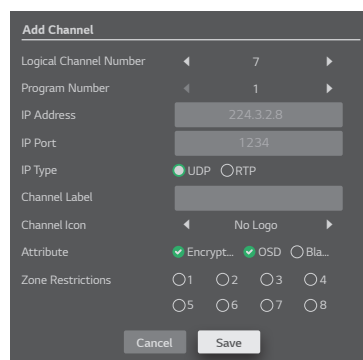 Add Channel
Logical Channel Number 7
Program Number 1
IP Address 224.3.2.8
IP Port 1234
IP Type UDP RTP
Channel Label
Channel Icon No Logo
Attribute Encrypt... OSD Bla...
Zone Restrictions 1 2 3 4
5 6 7 8
Cancel Save